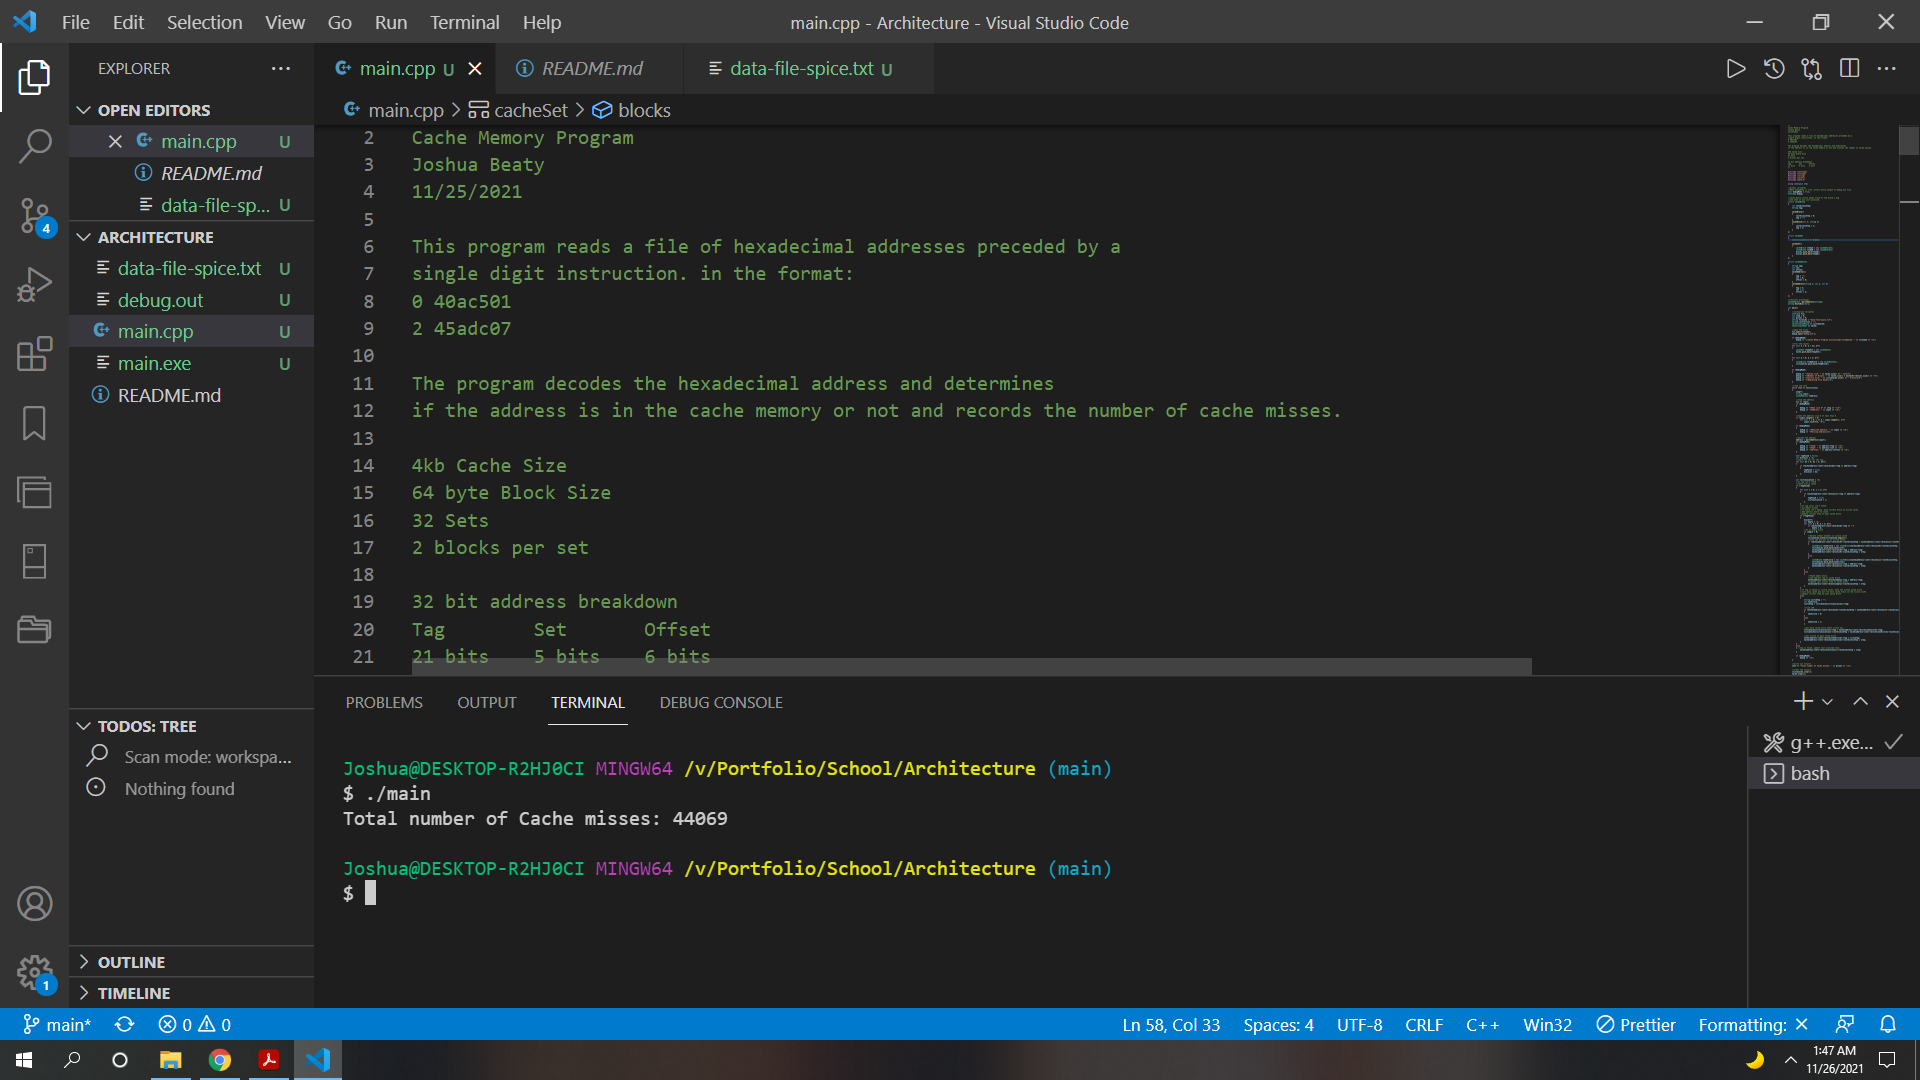 File Edit Selection View Go Run Terminal Help
main.cpp - Architecture - Visual Studio Code
EXPLORER
main.cpp U
README.md
data-file-spice.txt U
OPEN EDITORS
main.cpp U
README.md
data-file-sp... U
4
ARCHITECTURE
data-file-spice.txt U
debug.out U
main.cpp U
main.exe U
README.md
TODOS: TREE
Scan mode: workspa...
Nothing found
OUTLINE
1
TIMELINE
main.cpp > cacheSet > blocks
2 Cache Memory Program
3 Joshua Beaty
4 11/25/2021
5
6 This program reads a file of hexadecimal addresses preceded by a
7 single digit instruction. in the format:
8 0 40ac501
9 2 45adc07
10
11 The program decodes the hexadecimal address and determines
12 if the address is in the cache memory or not and records the number of cache misses.
13
14 4kb Cache Size
15 64 byte Block Size
16 32 Sets
17 2 blocks per set
18
19 32 bit address breakdown
20 Tag Set Offset
21 21 bits 5 bits 6 bits
PROBLEMS OUTPUT TERMINAL DEBUG CONSOLE
Joshua@DESKTOP-R2HJ0CI MINGW64 /v/Portfolio/School/Architecture (main)
$ ./main
Total number of Cache misses: 44069
Joshua@DESKTOP-R2HJ0CI MINGW64 /v/Portfolio/School/Architecture (main)
$
g++.exe...
bash
main* 0 0
Ln 58, Col 33 Spaces: 4 UTF-8 CRLF C++ Win32 Prettier Formatting: ×
1:47 AM
11/26/2021